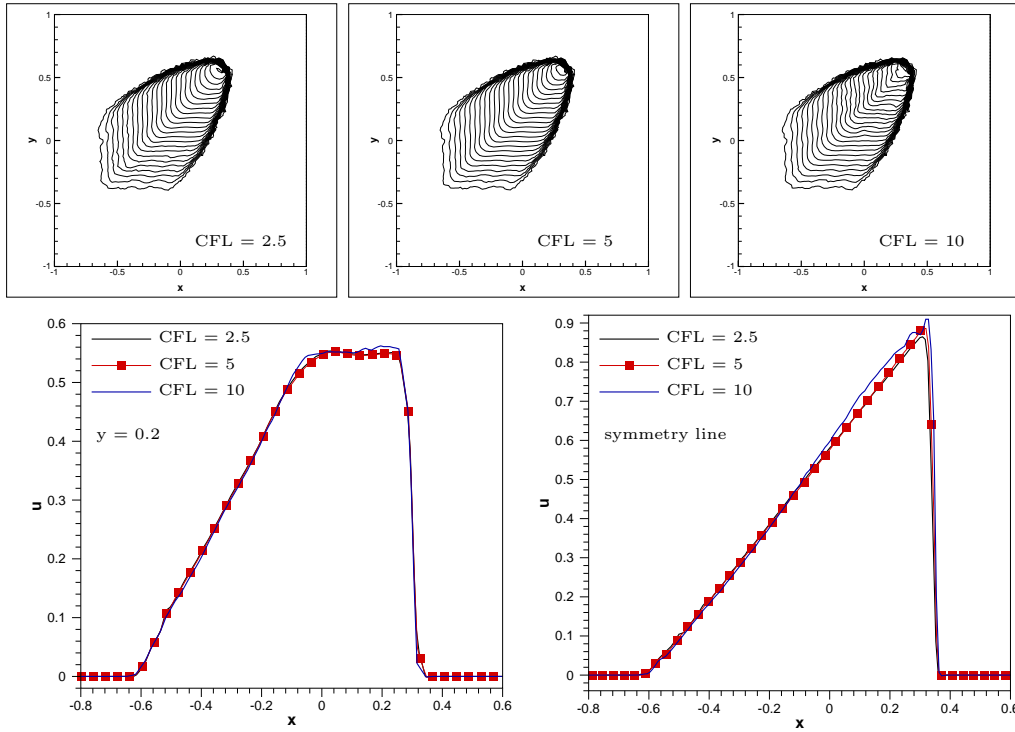 1
0.5
0
-0.5
-1
y
-1 -0.5 0 0.5 1
x
CFL = 2.5
1
0.5
0
-0.5
-1
y
-1 -0.5 0 0.5 1
x
CFL = 5
1
0.5
0
-0.5
-1
y
-1 -0.5 0 0.5 1
x
CFL = 10
0.6
0.5
0.4
0.3
0.2
0.1
0
u
CFL = 2.5
CFL = 5
CFL = 10
y = 0.2
-0.8 -0.6 -0.4 -0.2 0 0.2 0.4 0.6
x
0.9
0.8
0.7
0.6
0.5
0.4
0.3
0.2
0.1
0
u
CFL = 2.5
CFL = 5
CFL = 10
symmetry line
-0.8 -0.6 -0.4 -0.2 0 0.2 0.4 0.6
x